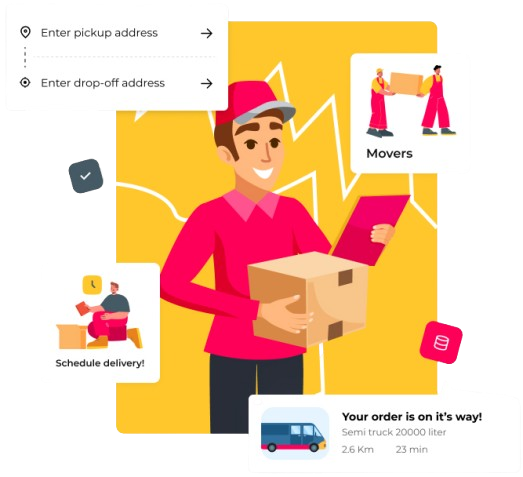 Enter pickup address
Enter drop-off address
Movers
Schedule delivery!
Your order is on it's way!
Semi truck 20000 liter
2.6 Km 23 min